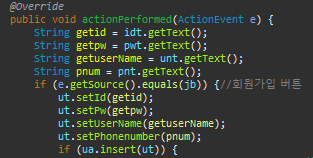 @Override
public void actionPerformed(ActionEvent e) {
String getid = idt.getText();
String getpw = pwt.getText();
String getuserName = unt.getText();
String pnum = pnt.getText();
if (e.getSource().equals(jb)) {//회원가입 버튼
ut.setId(getid);
ut.setPw(getpw);
ut.setUserName(getuserName);
ut.setPhonenumber(pnum);
if (ua.insert(ut)) {